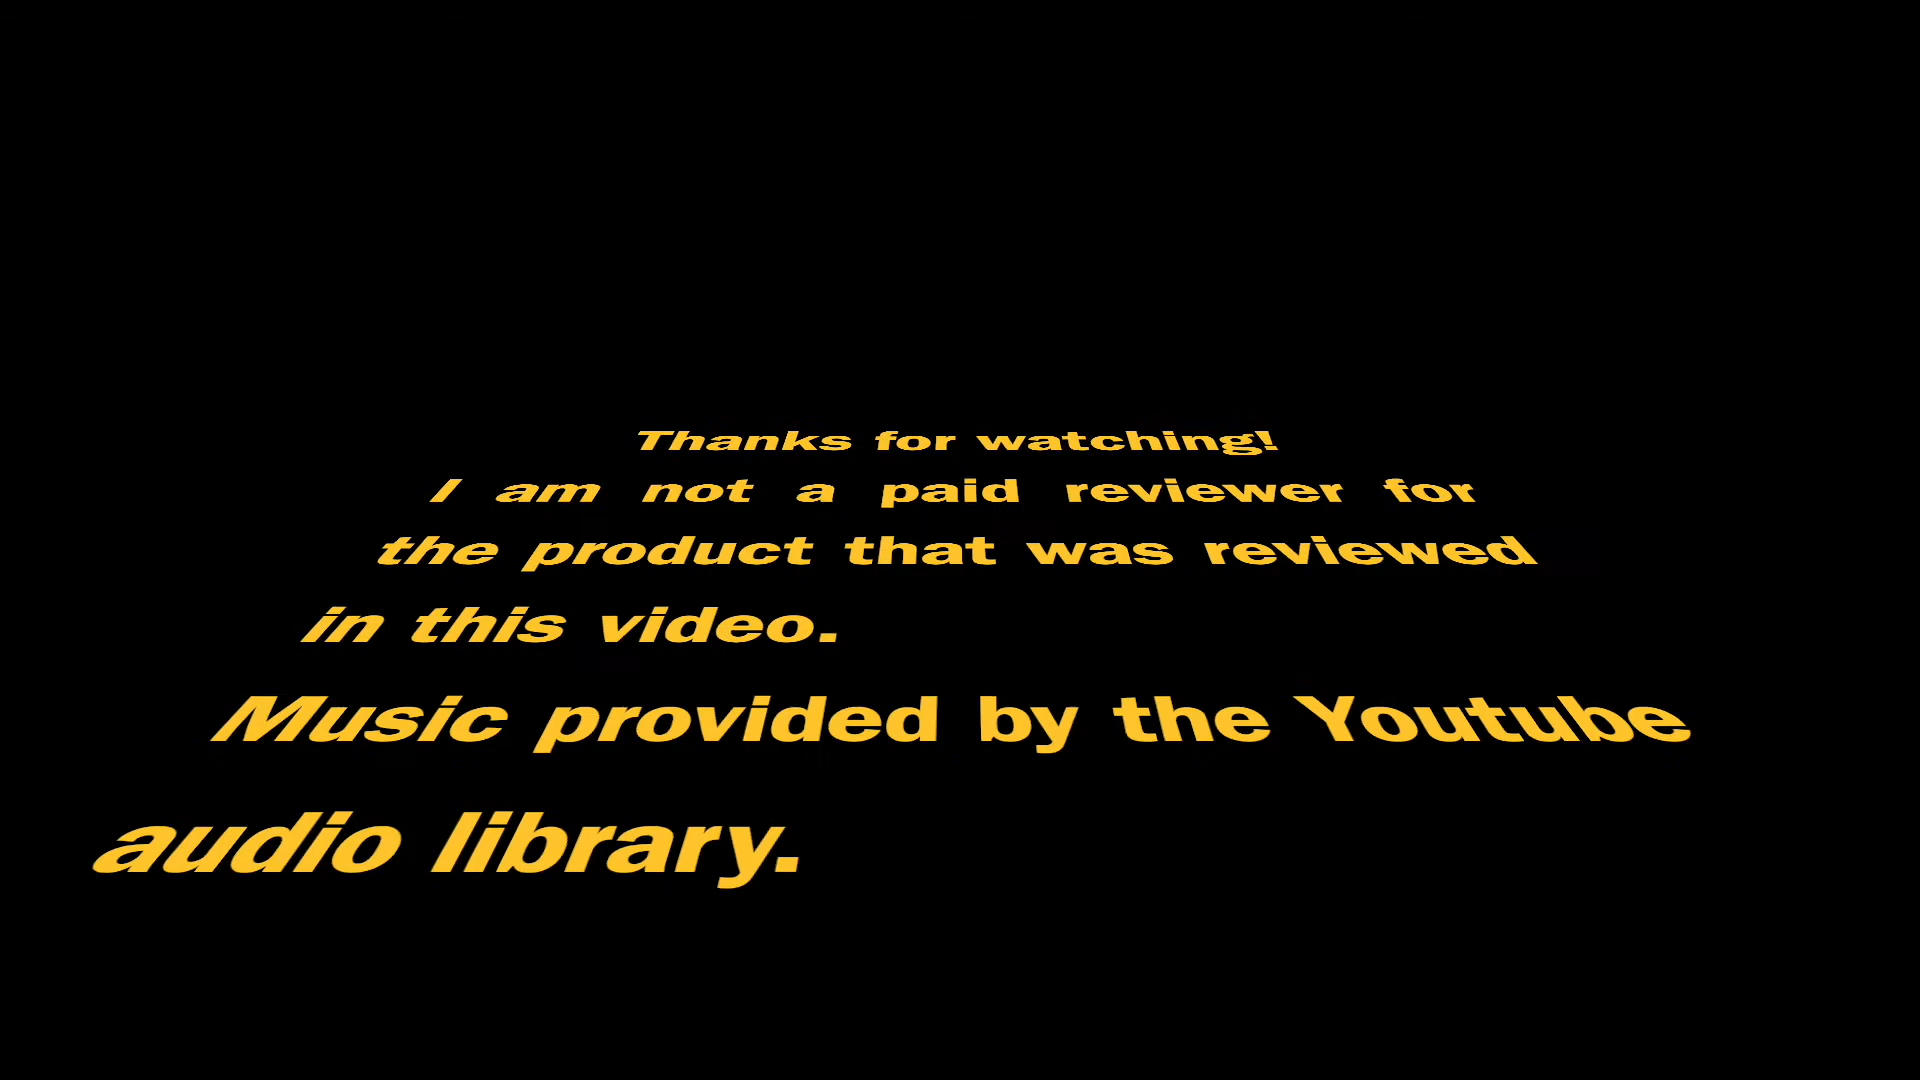 Thanks for watching!
I am not a paid reviewer for
the product that was reviewed
in this video.
Music provided by the Youtube
audio library.